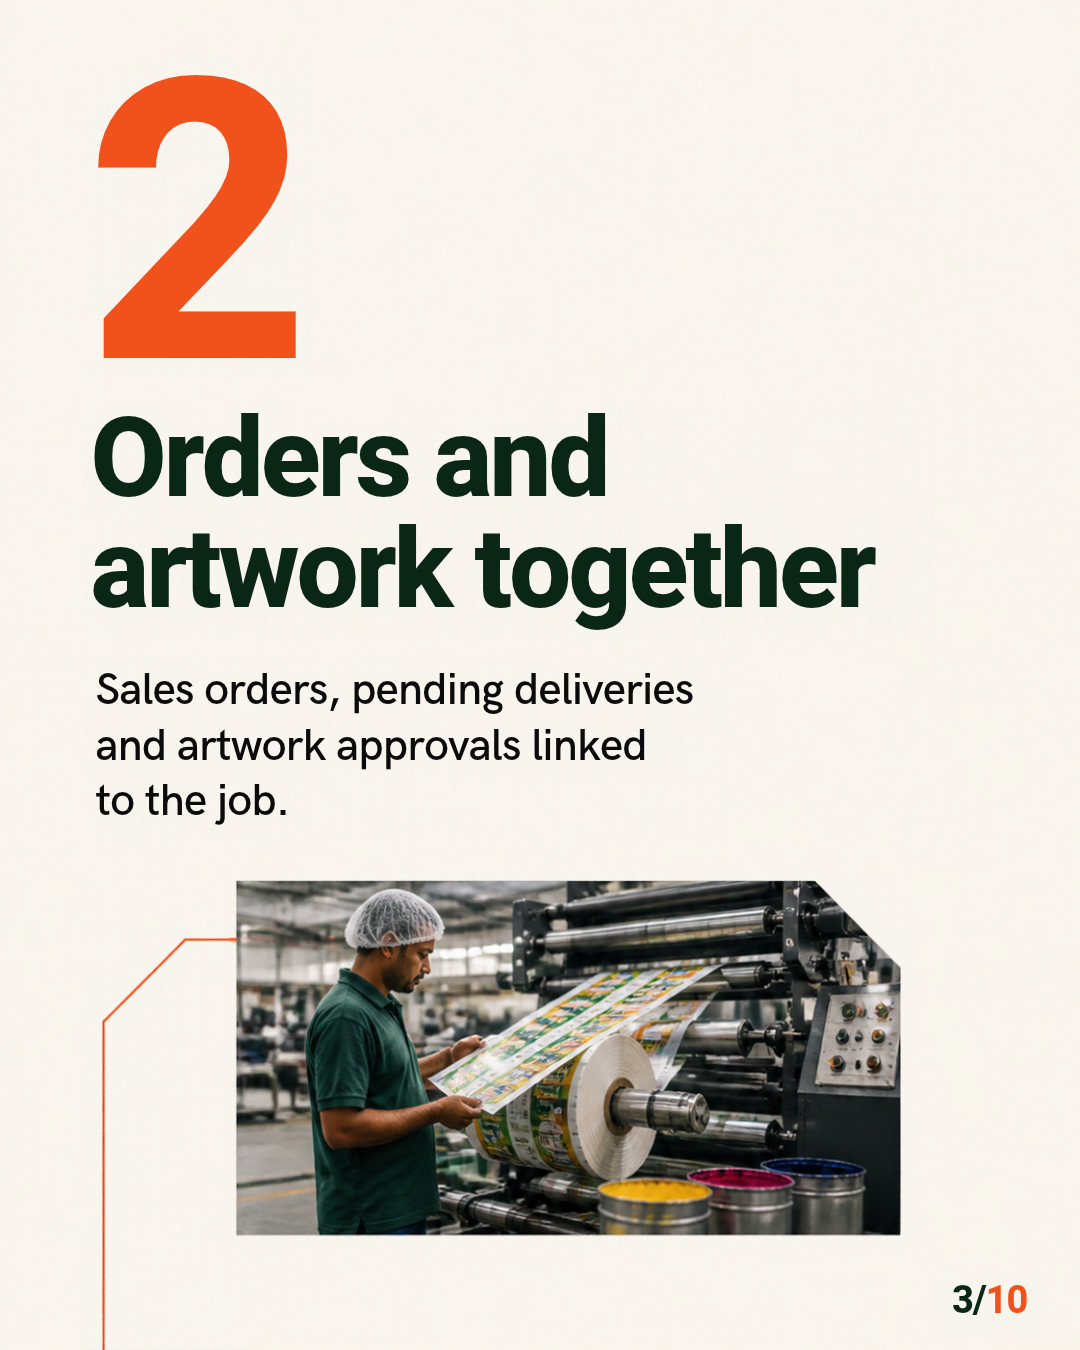 2
Orders and
artwork together
Sales orders, pending deliveries
and artwork approvals linked
to the job.
3/10